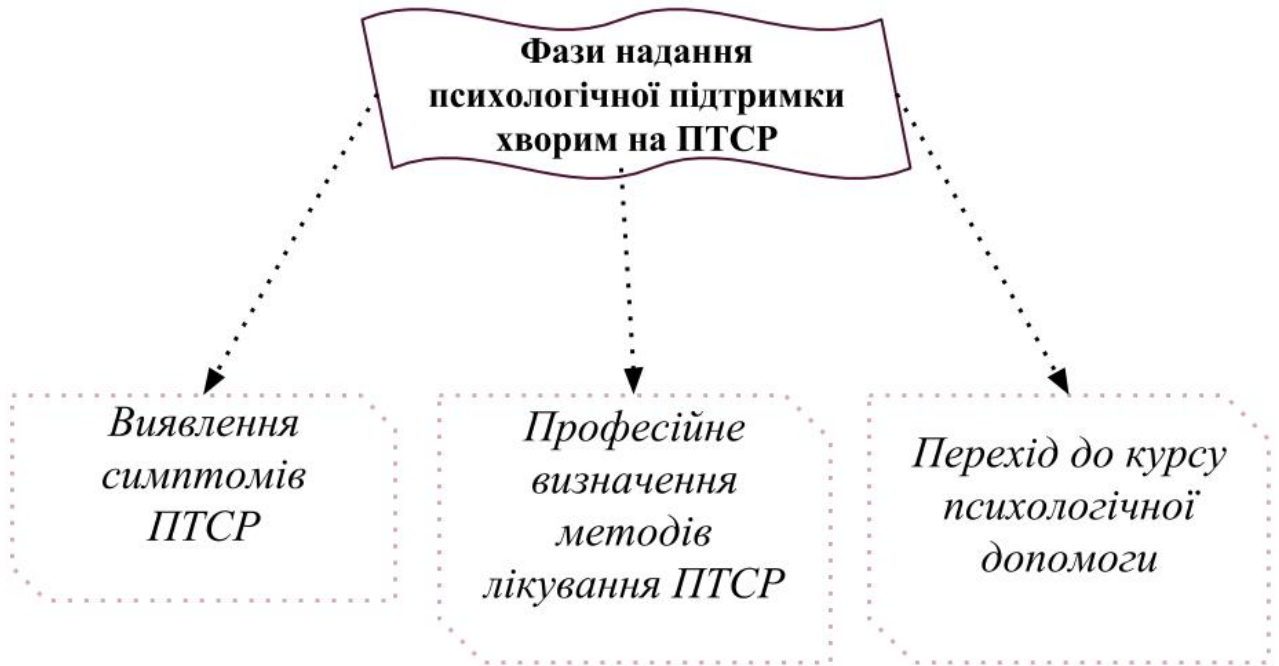 Фази надання
психологічної підтримки
хворим на ПТСР
Виявлення
симптомів
ПТСР
Професійне
визначення
методів
лікування ПТСР
Перехід до курсу
психологічної
допомоги